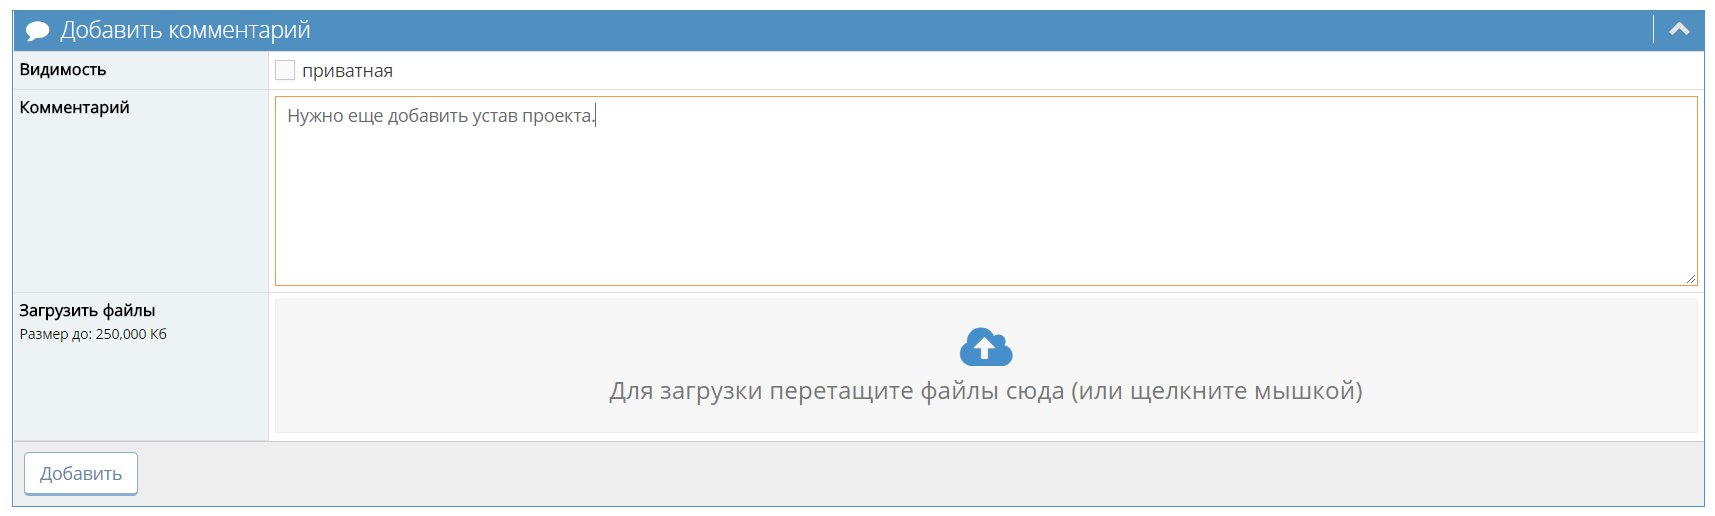 Добавить комментарий
Видимость
приватная
Комментарий
Нужно еще добавить устав проекта.
Загрузить файлы
Размер до: 250,000 Кб
Для загрузки перетащите файлы сюда (или щелкните мышкой)
Добавить